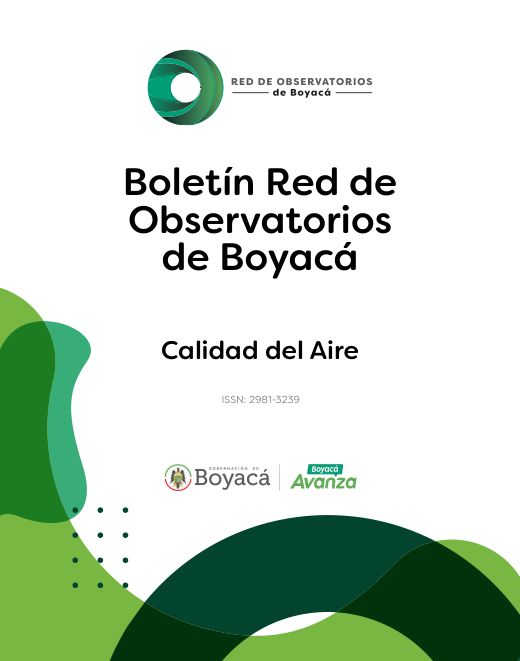 RED DE OBSERVATORIOS
de Boyacá
Boletín Red de
Observatorios
de Boyacá
Calidad del Aire
ISSN: 2981-3239
GOBERNACIÓN DE
Boyacá
Boyacá
Avanza